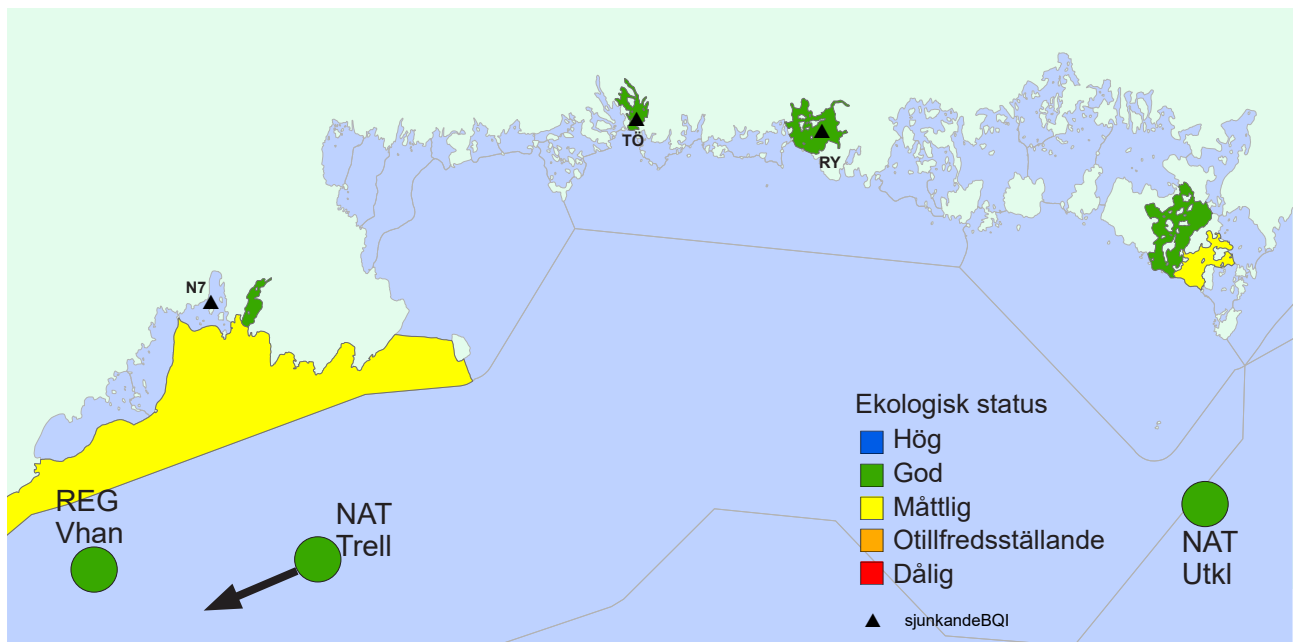 TÖ
RY
N7
Ekologisk status
Hög
God
Måttlig
Otillfredsställande
Dålig
sjunkandeBQI
REG
Vhan
NAT
Trell
NAT
Utkl